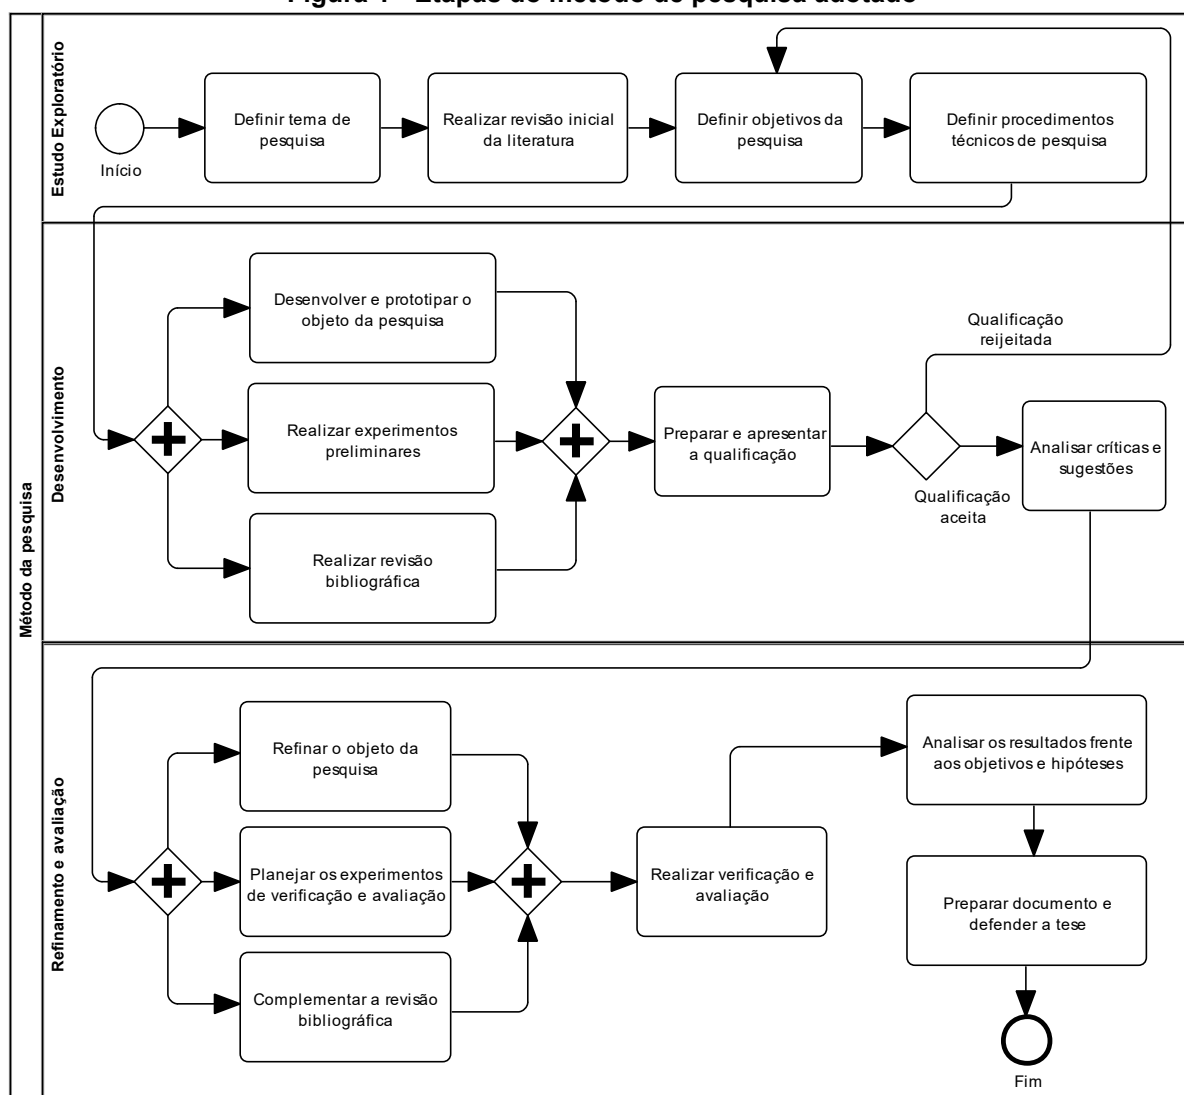 Figura 1 - Etapas do método de pesquisa adotado
Método da pesquisa
Estudo Exploratório
Início
Definir tema de
pesquisa
Realizar revisão inicial
da literatura
Definir objetivos da
pesquisa
Definir procedimentos
técnicos de pesquisa
Desenvolvimento
Desenvolver e prototipar o
objeto da pesquisa
Realizar experimentos
preliminares
Realizar revisão
bibliográfica
Preparar e apresentar
a qualificação
Qualificação
reijeitada
Qualificação
aceita
Analisar críticas e
sugestões
Refinamento e avaliação
Refinar o objeto da
pesquisa
Planejar os experimentos
de verificação e avaliação
Complementar a revisão
bibliográfica
Realizar verificação e
avaliação
Analisar os resultados frente
aos objetivos e hipóteses
Preparar documento e
defender a tese
Fim